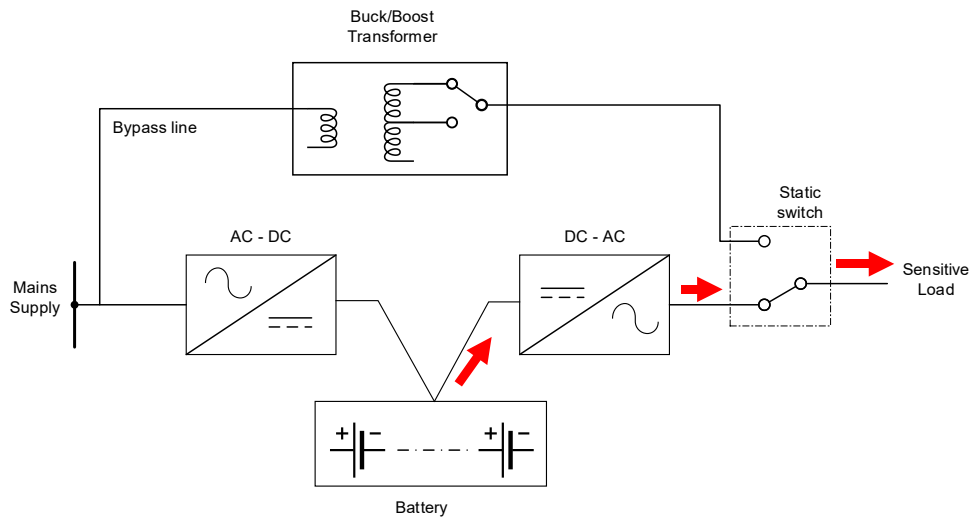 Buck/Boost
Transformer
Bypass line
Static
switch
AC - DC
DC - AC
Mains
Supply
Sensitive
Load
+ − + −
Battery